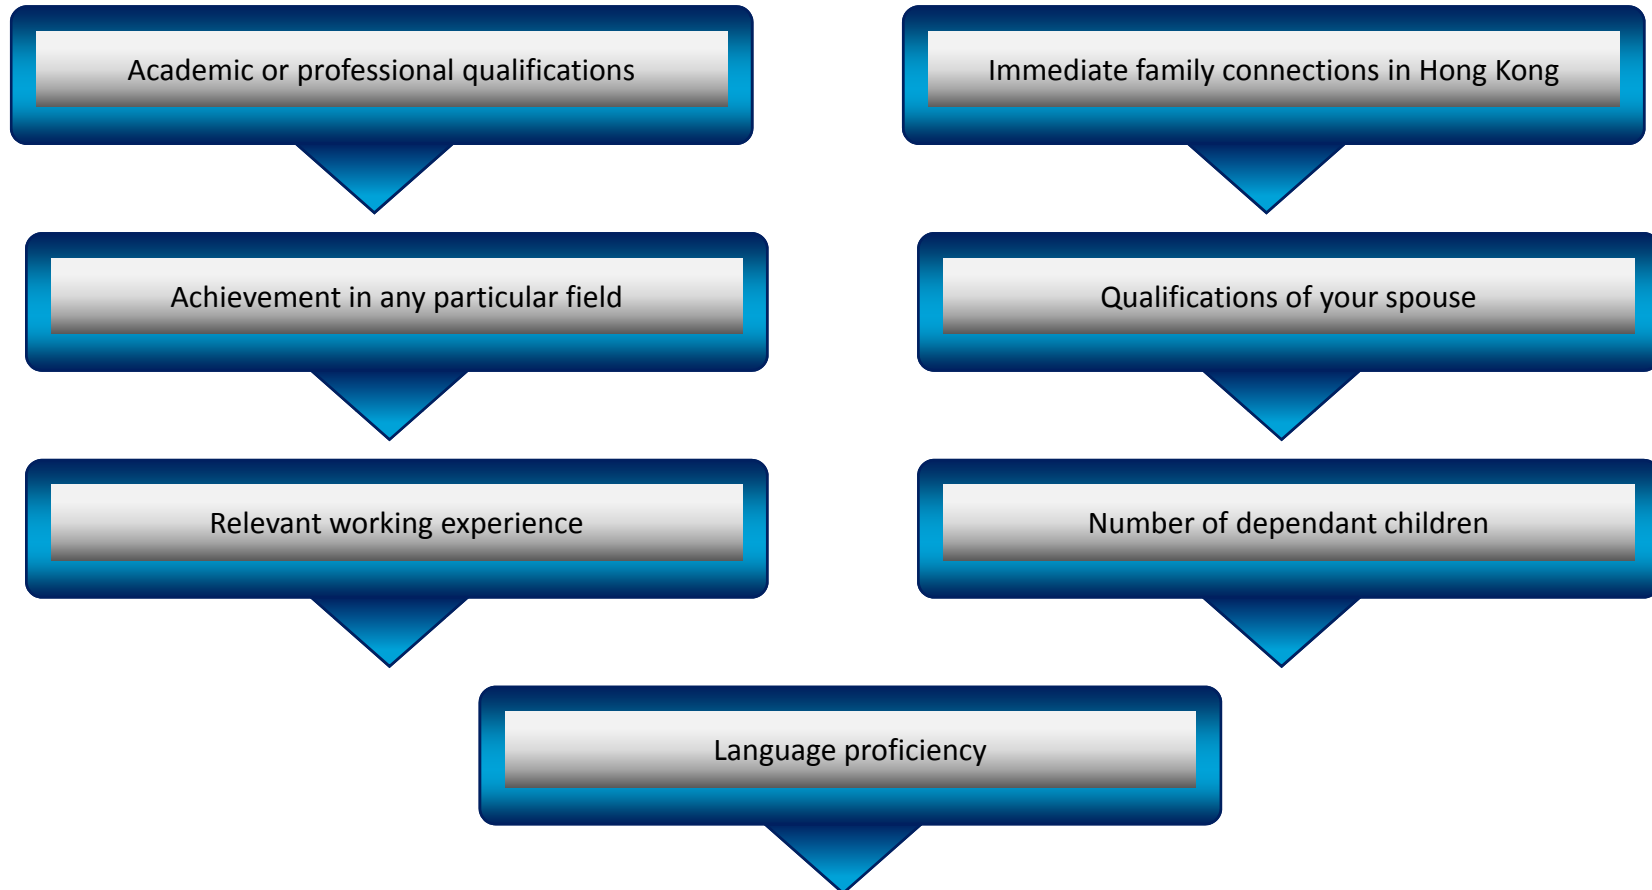 Academic or professional qualifications
Achievement in any particular field
Relevant working experience
Immediate family connections in Hong Kong
Qualifications of your spouse
Number of dependant children
Language proficiency